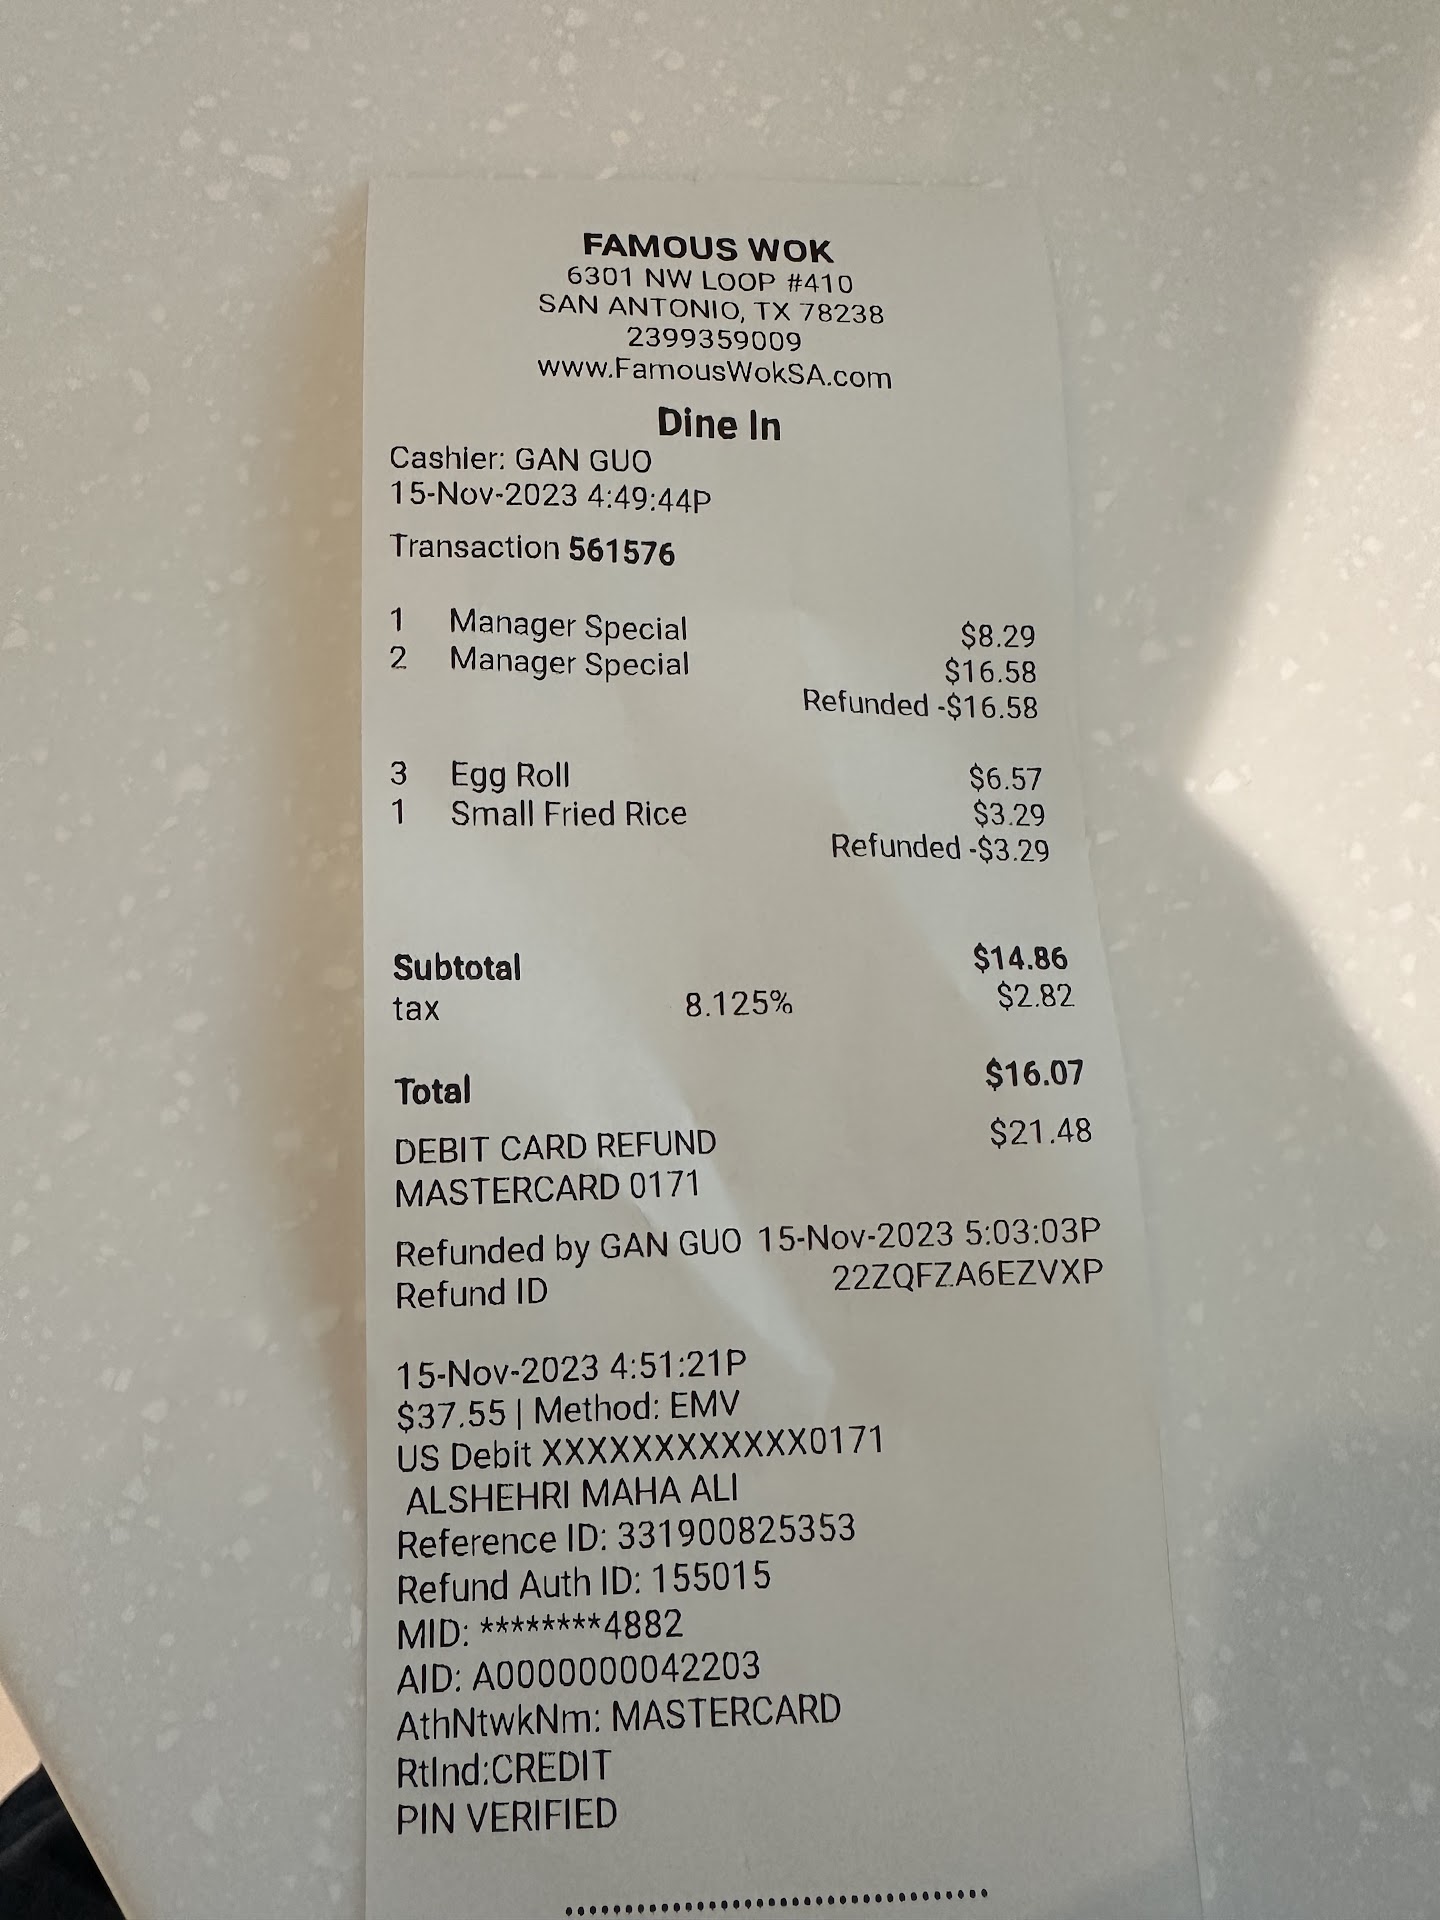 FAMOUS WOK
6301 NW LOOP #410
SAN ANTONIO, TX 78238
2399359009
www.FamousWokSA.com
Dine In
Cashier: GAN GUO
15-Nov-2023 4:49:44P
Transaction 561576
1 Manager Special $8.29
2 Manager Special $16.58
Refunded -$16.58
3 Egg Roll $6.57
1 Small Fried Rice $3.29
Refunded -$3.29
Subtotal $14.86
tax 8.125% $2.82
Total $16.07
DEBIT CARD REFUND $21.48
MASTERCARD 0171
Refunded by GAN GUO 15-Nov-2023 5:03:03P
Refund ID 22ZQFZA6EZVXP
15-Nov-2023 4:51:21P
$37.55 | Method: EMV
US Debit XXXXXXXXXXXX0171
ALSHEHRI MAHA ALI
Reference ID: 331900825353
Refund Auth ID: 155015
MID: ********4882
AID: A0000000042203
AthNtwkNm: MASTERCARD
RtInd:CREDIT
PIN VERIFIED